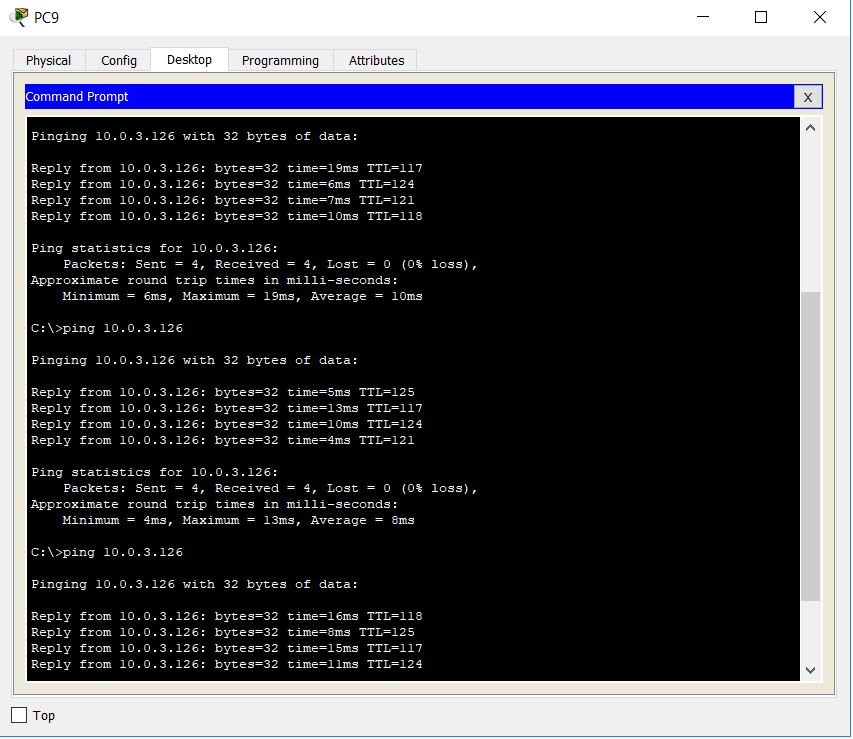 PC9
Physical Config Desktop Programming Attributes
Command Prompt X
Pinging 10.0.3.126 with 32 bytes of data:
Reply from 10.0.3.126: bytes=32 time=19ms TTL=117
Reply from 10.0.3.126: bytes=32 time=6ms TTL=124
Reply from 10.0.3.126: bytes=32 time=7ms TTL=121
Reply from 10.0.3.126: bytes=32 time=10ms TTL=118
Ping statistics for 10.0.3.126:
    Packets: Sent = 4, Received = 4, Lost = 0 (0% loss),
Approximate round trip times in milli-seconds:
    Minimum = 6ms, Maximum = 19ms, Average = 10ms
C:\>ping 10.0.3.126
Pinging 10.0.3.126 with 32 bytes of data:
Reply from 10.0.3.126: bytes=32 time=5ms TTL=125
Reply from 10.0.3.126: bytes=32 time=13ms TTL=117
Reply from 10.0.3.126: bytes=32 time=10ms TTL=124
Reply from 10.0.3.126: bytes=32 time=4ms TTL=121
Ping statistics for 10.0.3.126:
    Packets: Sent = 4, Received = 4, Lost = 0 (0% loss),
Approximate round trip times in milli-seconds:
    Minimum = 4ms, Maximum = 13ms, Average = 8ms
C:\>ping 10.0.3.126
Pinging 10.0.3.126 with 32 bytes of data:
Reply from 10.0.3.126: bytes=32 time=16ms TTL=118
Reply from 10.0.3.126: bytes=32 time=8ms TTL=125
Reply from 10.0.3.126: bytes=32 time=15ms TTL=117
Reply from 10.0.3.126: bytes=32 time=11ms TTL=124
Top